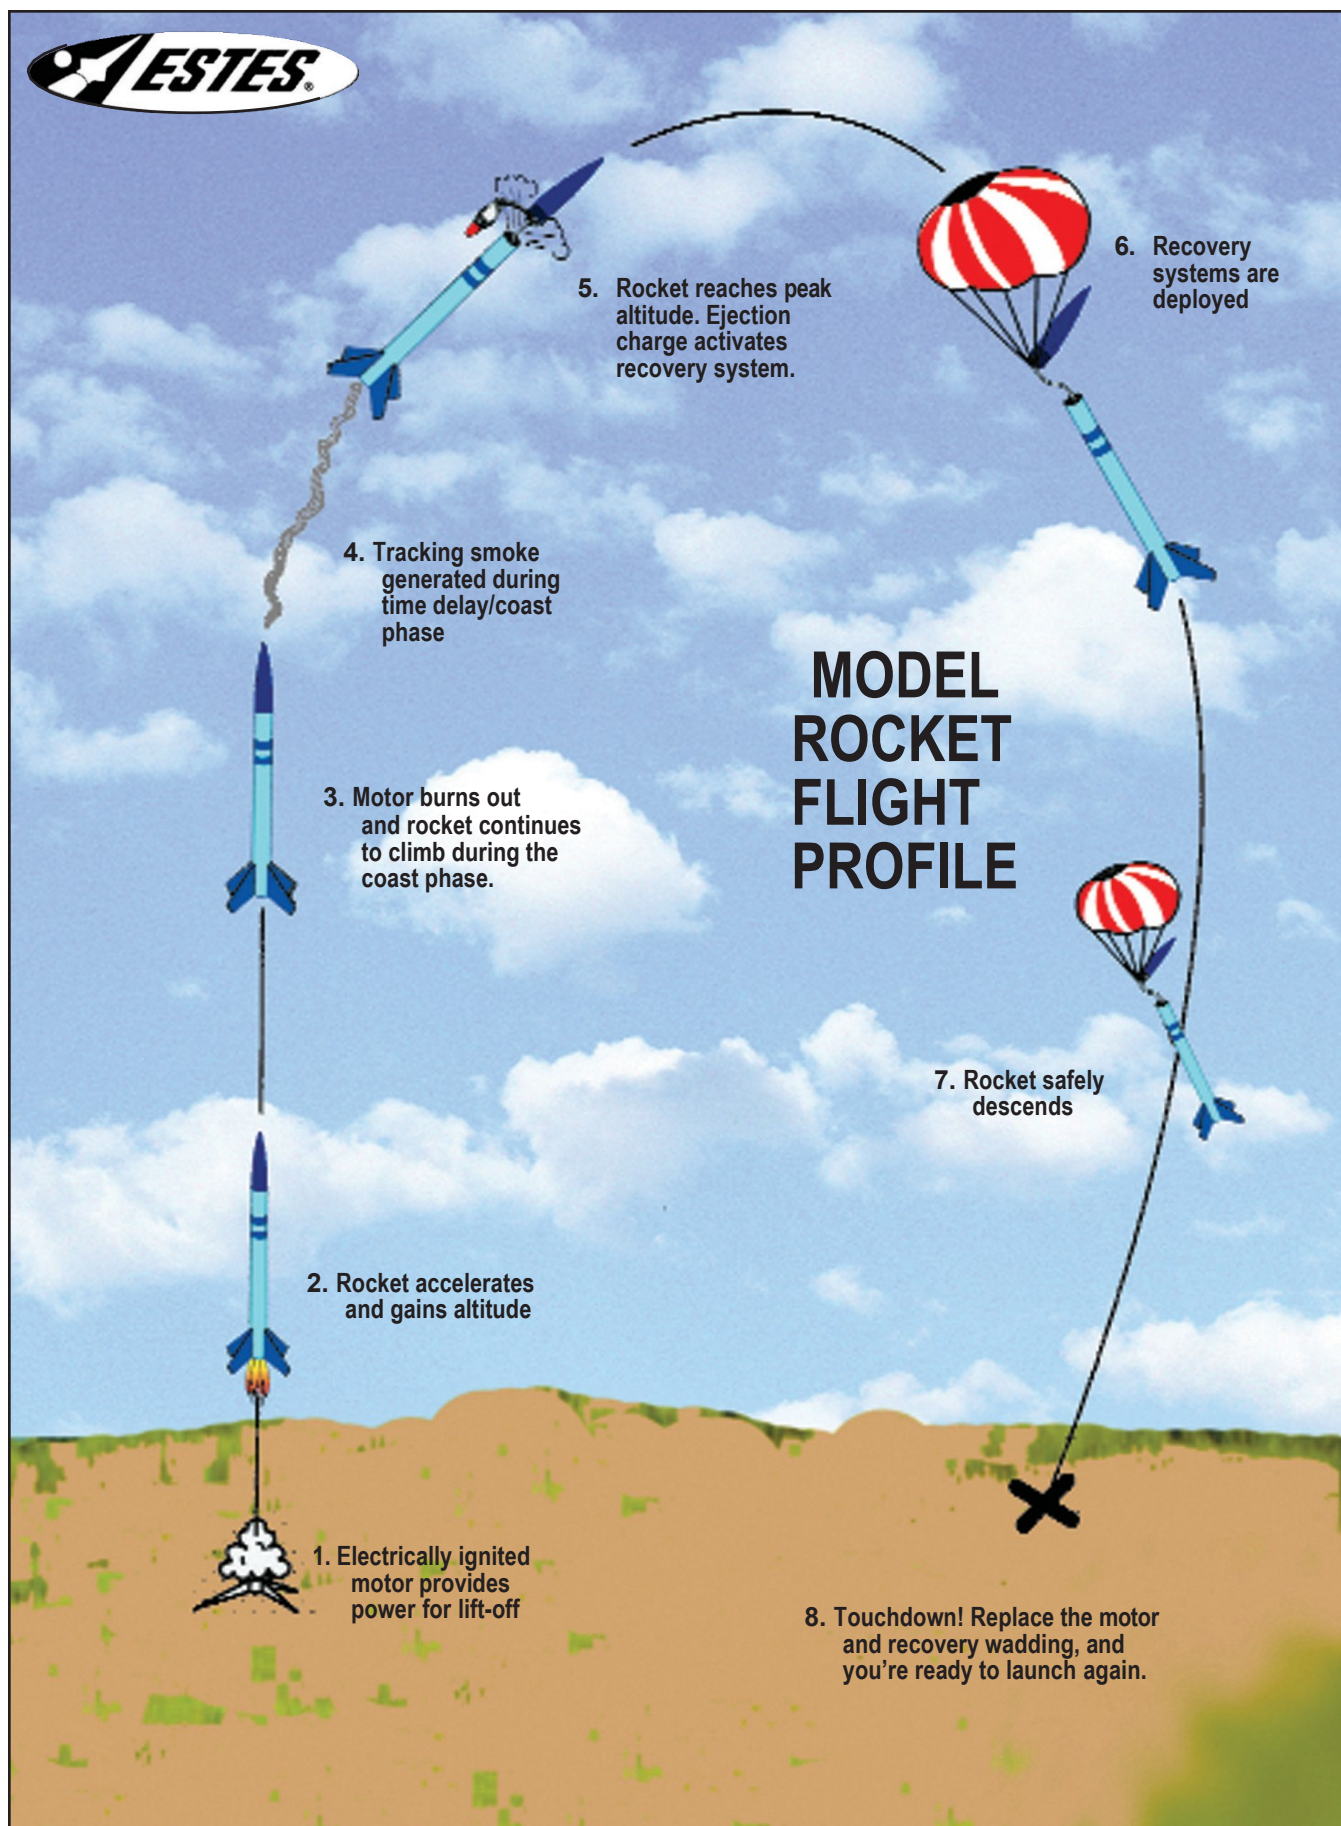 ESTES®
5. Rocket reaches peak
altitude. Ejection
charge activates
recovery system.
6. Recovery
systems are
deployed
4. Tracking smoke
generated during
time delay/coast
phase
MODEL
ROCKET
FLIGHT
PROFILE
3. Motor burns out
and rocket continues
to climb during the
coast phase.
7. Rocket safely
descends
2. Rocket accelerates
and gains altitude
1. Electrically ignited
motor provides
power for lift-off
8. Touchdown! Replace the motor
and recovery wadding, and
you’re ready to launch again.